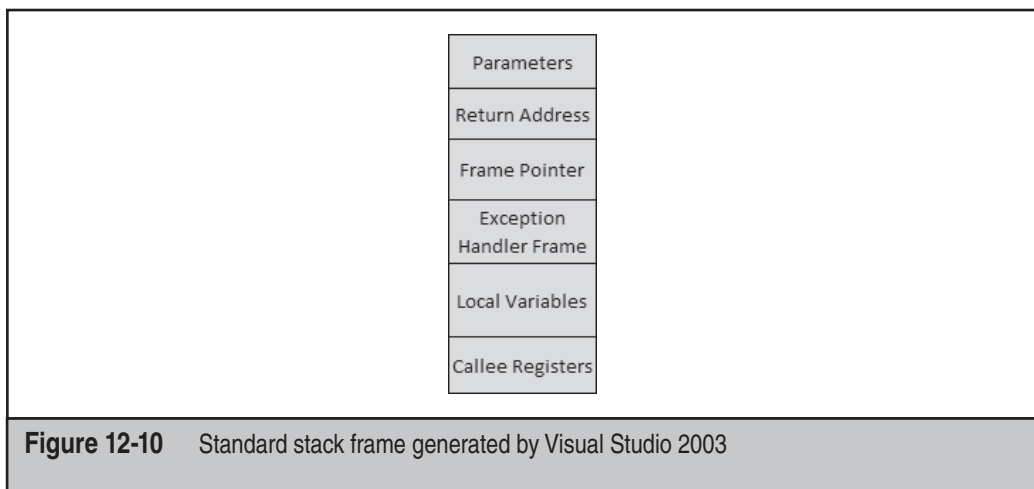 Parameters
Return Address
Frame Pointer
Exception
Handler Frame
Local Variables
Callee Registers
Figure 12-10 Standard stack frame generated by Visual Studio 2003